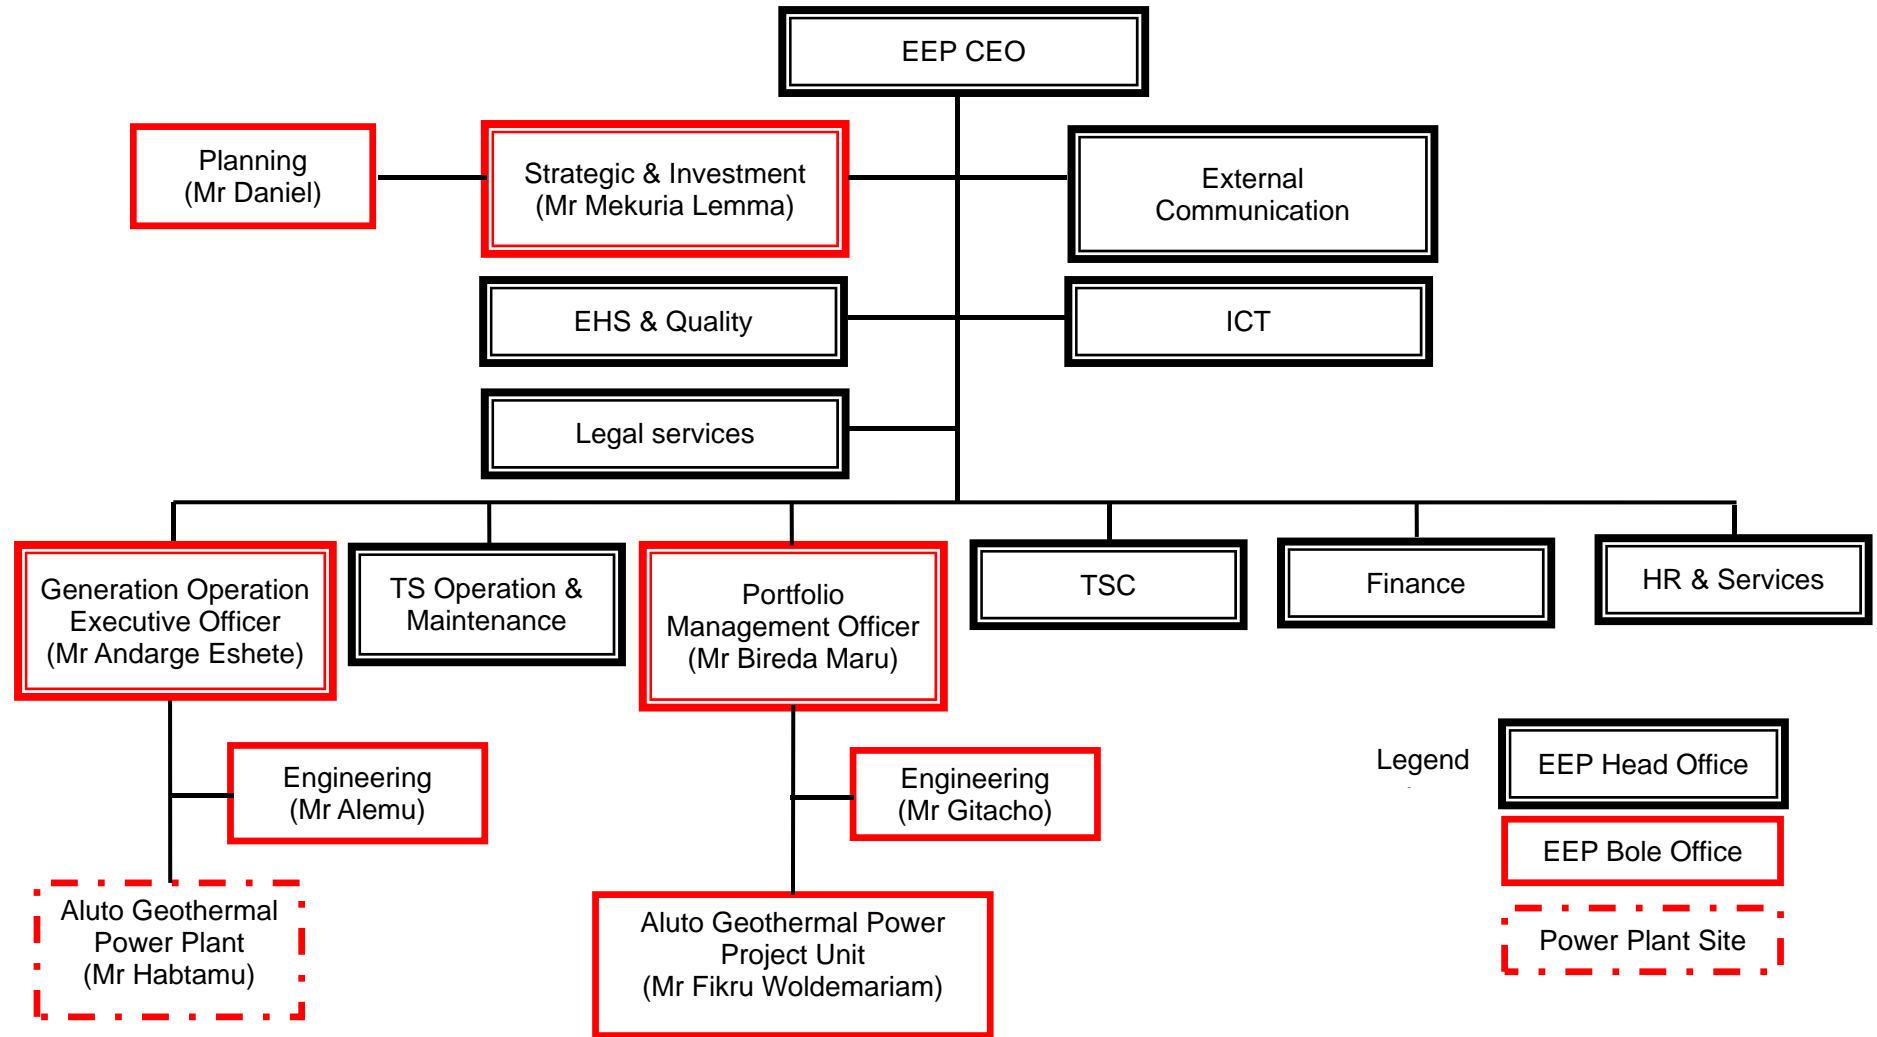 EEP CEO
Planning
(Mr Daniel)
Strategic & Investment
(Mr Mekuria Lemma)
External
Communication
EHS & Quality
ICT
Legal services
Generation Operation
Executive Officer
(Mr Andarge Eshete)
TS Operation &
Maintenance
Portfolio
Management Officer
(Mr Bireda Maru)
TSC
Finance
HR & Services
Engineering
(Mr Alemu)
Engineering
(Mr Gitacho)
Aluto Geothermal
Power Plant
(Mr Habtamu)
Aluto Geothermal Power
Project Unit
(Mr Fikru Woldemariam)
Legend
EEP Head Office
EEP Bole Office
Power Plant Site